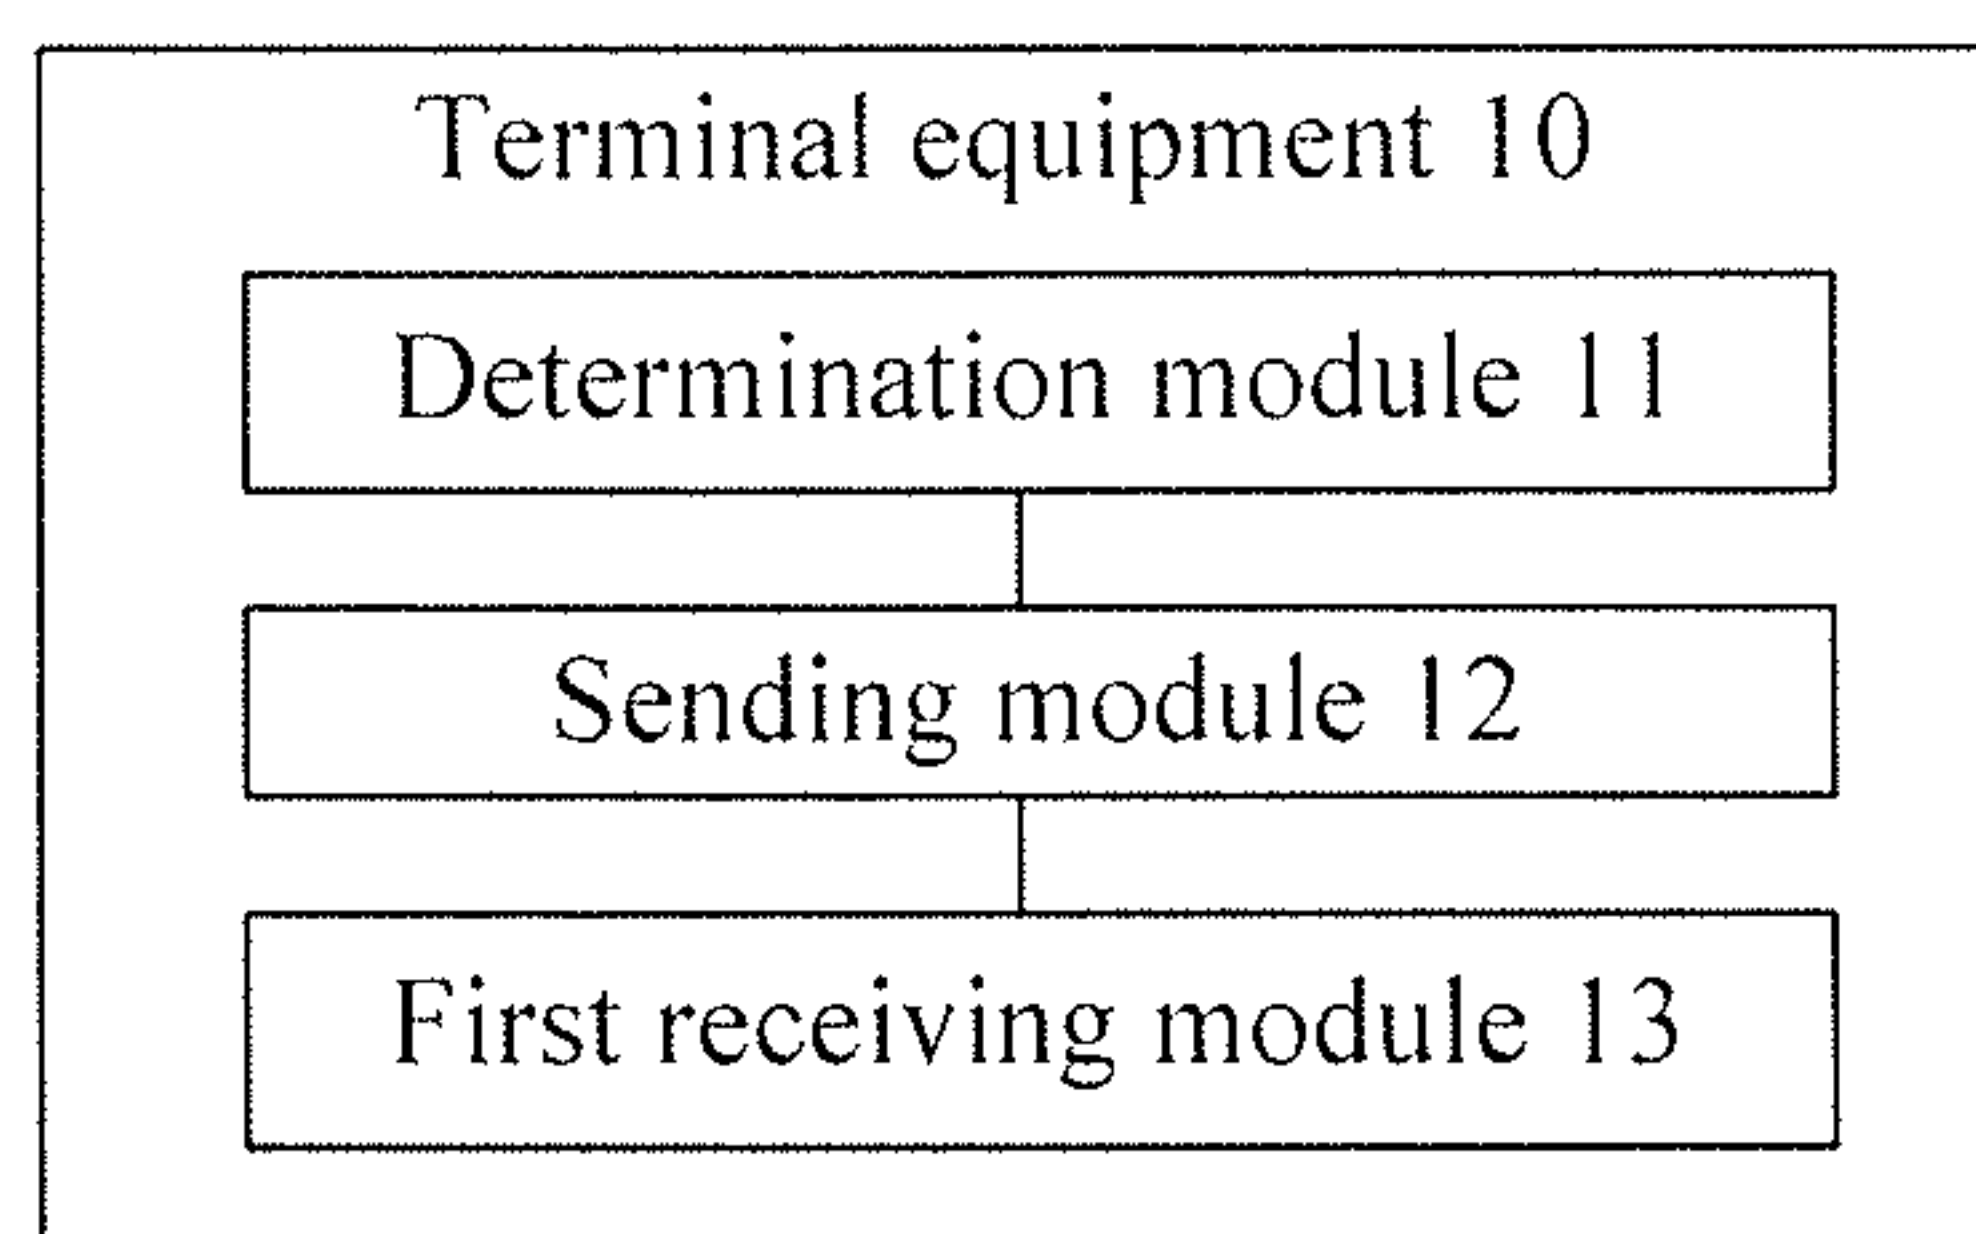 Terminal equipment 10
Determination module 11
Sending module 12
First receiving module 13